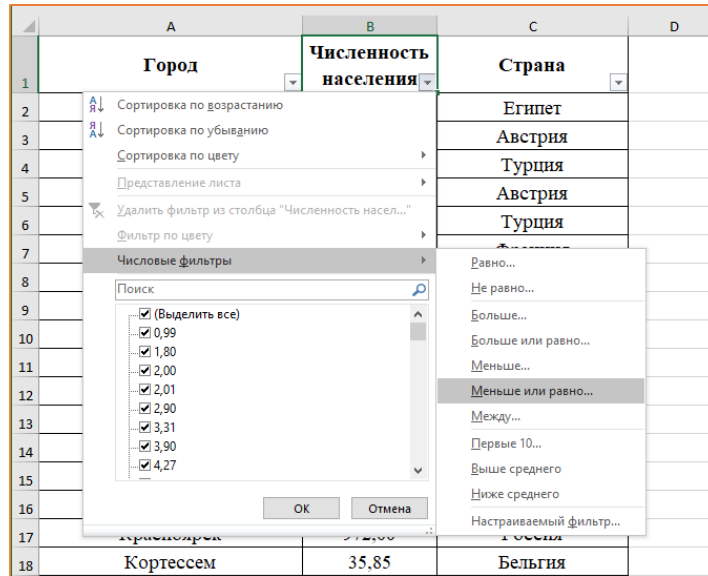 A B C D
1 Город Численность населения Страна
2 Египет
3 Австрия
4 Турция
5 Австрия
6 Турция
7
8
9
10
11
12
13
14
15
16
17 Красноярск Россия
18 Кортессем 35,85 Бельгия
Сортировка по возрастанию
Сортировка по убыванию
Сортировка по цвету
Представление листа
Удалить фильтр из столбца "Численность насел..."
Фильтр по цвету
Числовые фильтры
Поиск
(Выделить все)
0,99
1,80
2,00
2,01
2,90
3,31
3,90
4,27
ОК Отмена
Равно...
Не равно...
Больше...
Больше или равно...
Меньше...
Меньше или равно...
Между...
Первые 10...
Выше среднего
Ниже среднего
Настраиваемый фильтр...